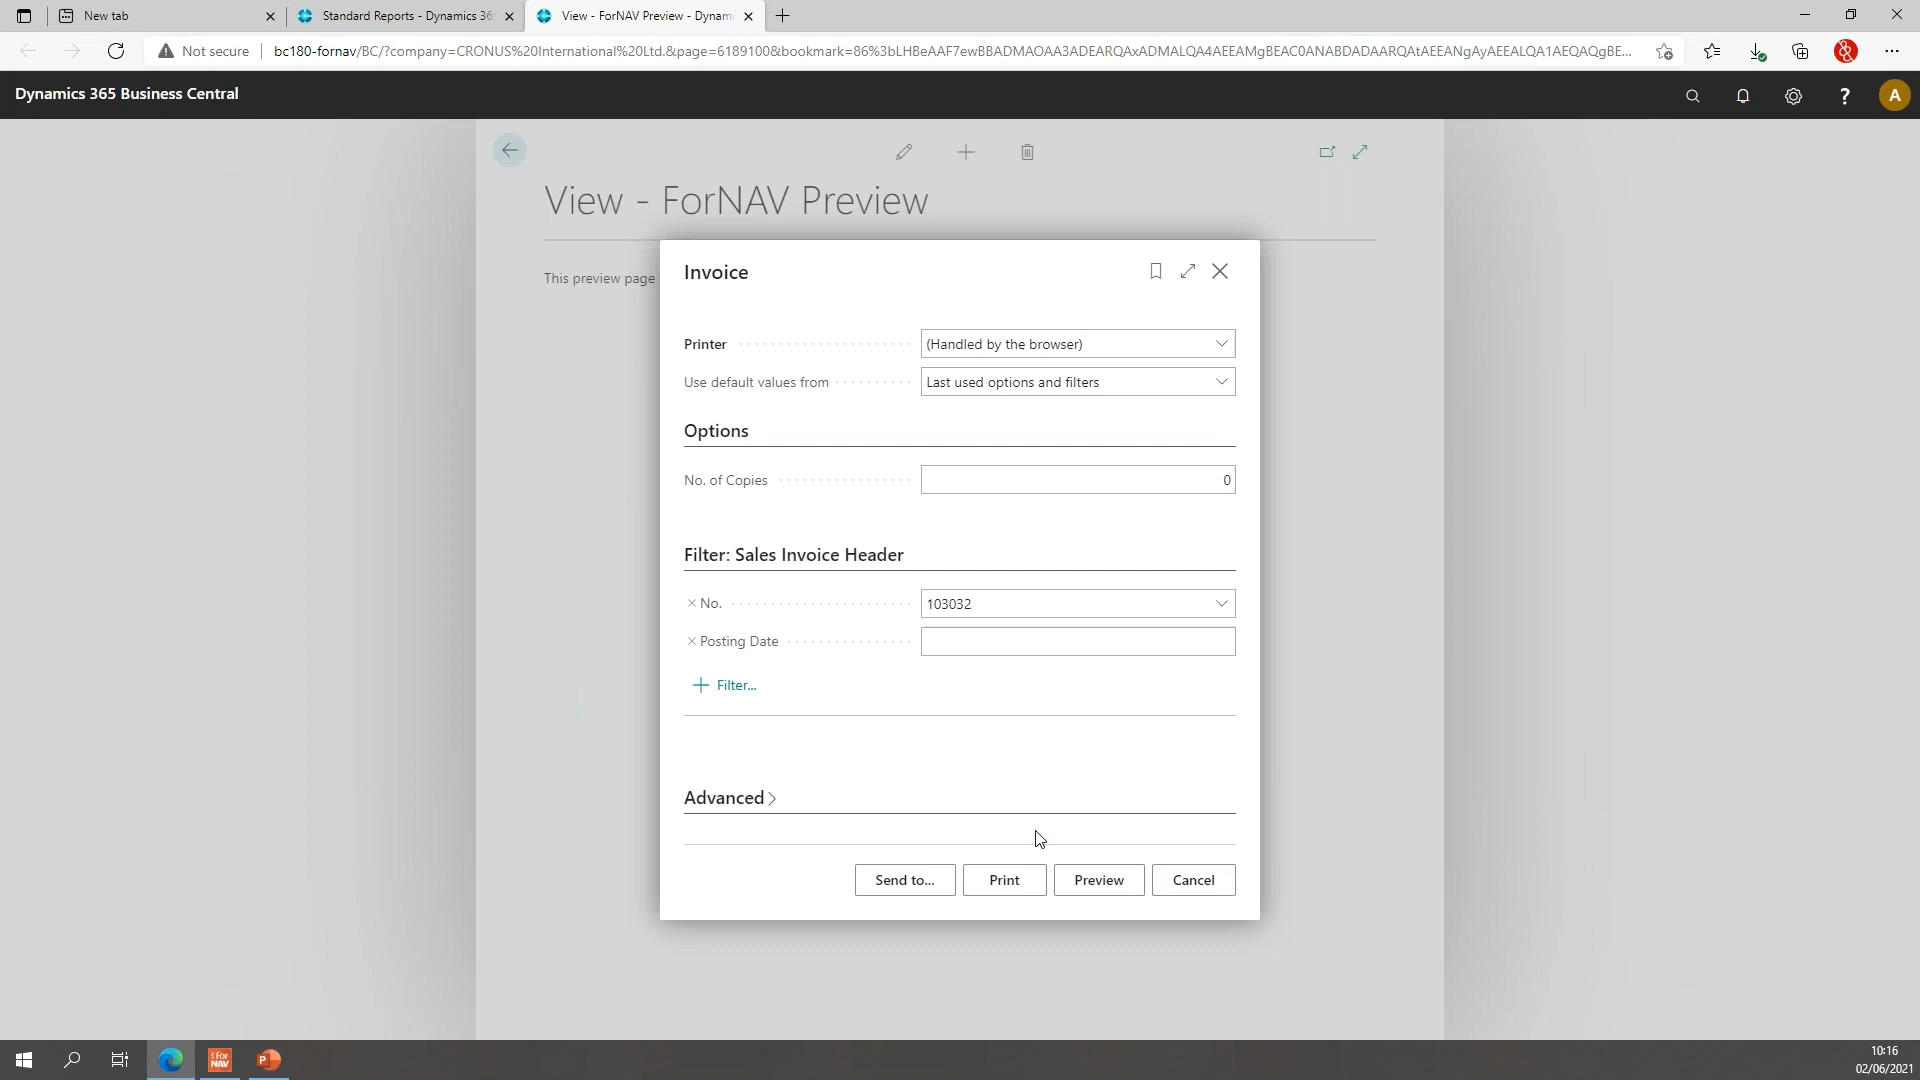 New tab
Standard Reports - Dynamics 36
View - ForNAV Preview - Dynam
Not secure
bc180-fornav/BC/?company=CRONUS%20International%20Ltd.&page=6189100&bookmark=86%3bLHBeAAF7ewBBADMAOAA3ADEARQAxADMALQA4AEEAMgBEAC0ANABDADAARQAtAEEANgAyAEEALQA1AEQAQgBE...
Dynamics 365 Business Central
?
A
View - ForNAV Preview
This preview page
Invoice
Printer
(Handled by the browser)
Use default values from
Last used options and filters
Options
No. of Copies
0
Filter: Sales Invoice Header
No.
103032
Posting Date
Filter...
Advanced
Send to...
Print
Preview
Cancel
ForNAV
P
10:16
02/06/2021